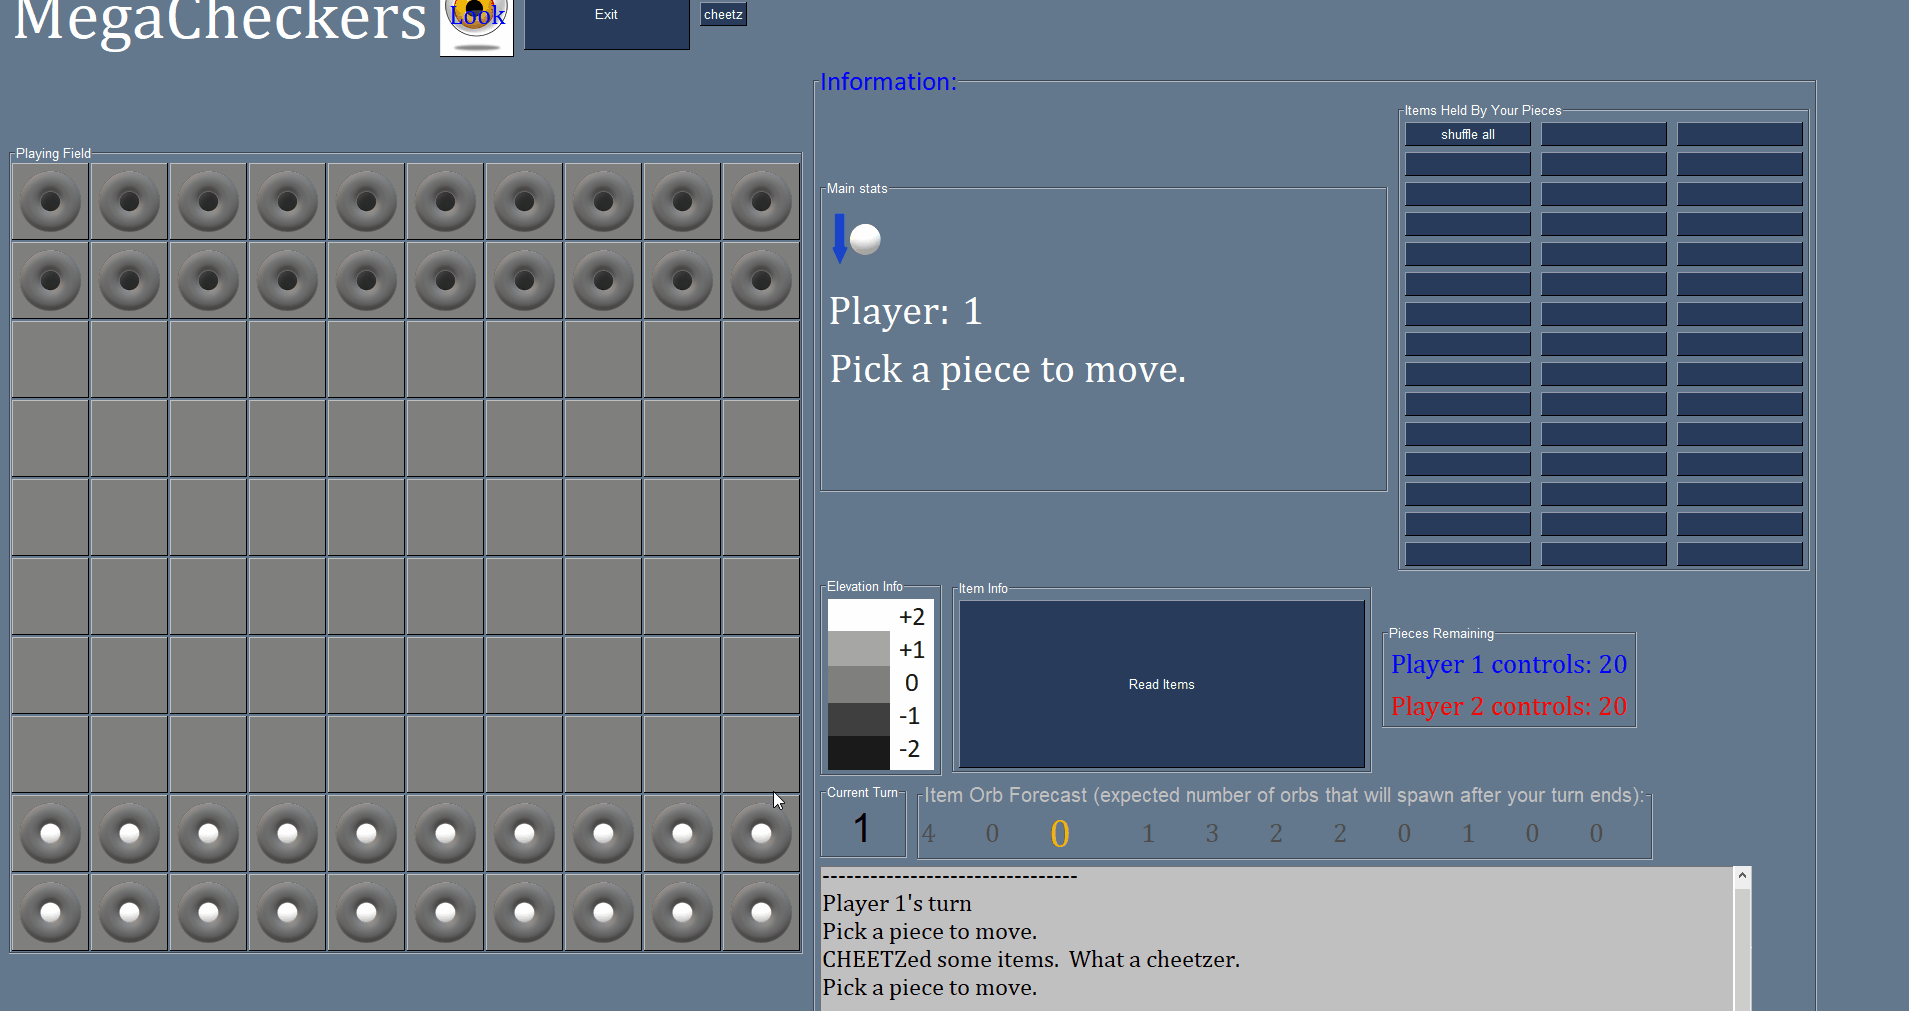 MegaCheckers
Look
Exit
cheetz
Information:
Items Held By Your Pieces
shuffle all
Playing Field
Main stats
Player: 1
Pick a piece to move.
Elevation Info
+2
+1
0
-1
-2
Item Info
Read Items
Pieces Remaining
Player 1 controls: 20
Player 2 controls: 20
Current Turn
1
Item Orb Forecast (expected number of orbs that will spawn after your turn ends):
4 0 0 1 3 2 2 0 1 0 0
--------------------------------
Player 1's turn
Pick a piece to move.
CHEETZed some items.  What a cheetzer.
Pick a piece to move.